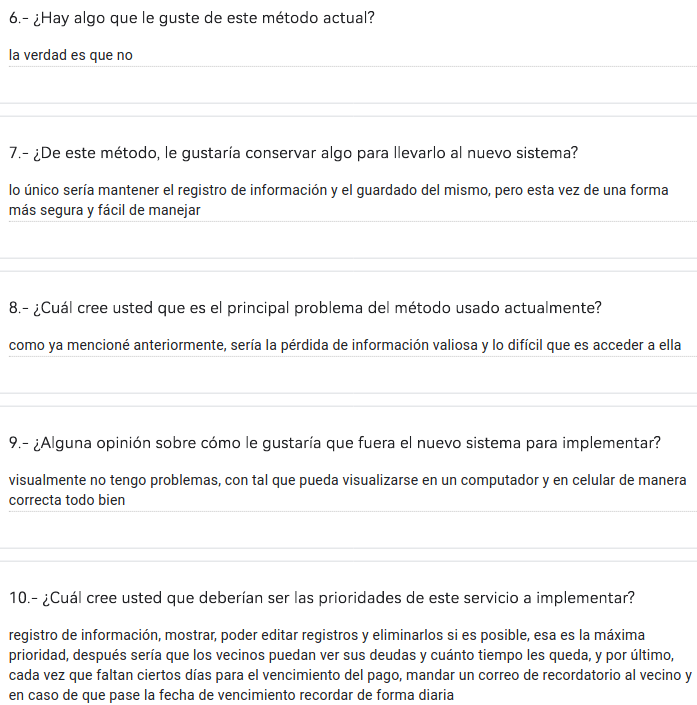 6.- ¿Hay algo que le guste de este método actual?
la verdad es que no
7.- ¿De este método, le gustaría conservar algo para llevarlo al nuevo sistema?
lo único sería mantener el registro de información y el guardado del mismo, pero esta vez de una forma
más segura y fácil de manejar
8.- ¿Cuál cree usted que es el principal problema del método usado actualmente?
como ya mencioné anteriormente, sería la pérdida de información valiosa y lo difícil que es acceder a ella
9.- ¿Alguna opinión sobre cómo le gustaría que fuera el nuevo sistema para implementar?
visualmente no tengo problemas, con tal que pueda visualizarse en un computador y en celular de manera
correcta todo bien
10.- ¿Cuál cree usted que deberían ser las prioridades de este servicio a implementar?
registro de información, mostrar, poder editar registros y eliminarlos si es posible, esa es la máxima
prioridad, después sería que los vecinos puedan ver sus deudas y cuánto tiempo les queda, y por último,
cada vez que faltan ciertos días para el vencimiento del pago, mandar un correo de recordatorio al vecino y
en caso de que pase la fecha de vencimiento recordar de forma diaria